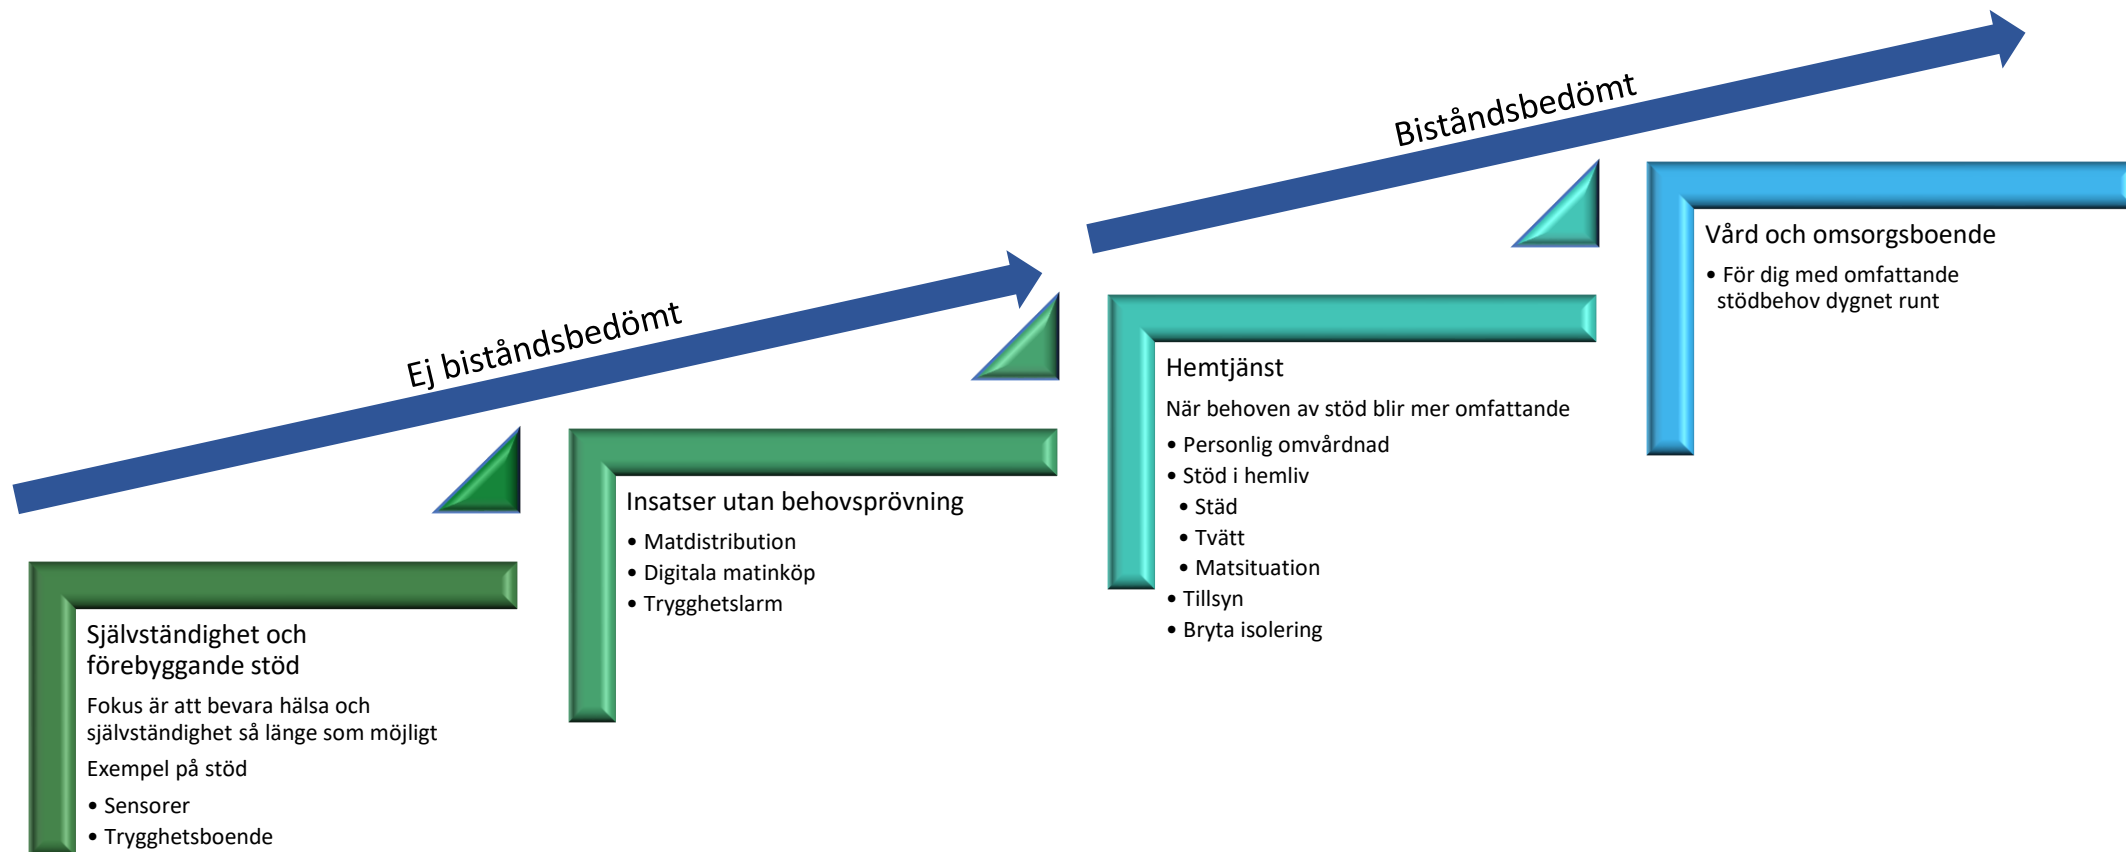 Ej biståndsbedömt
Biståndsbedömt
Självständighet och
förebyggande stöd
Fokus är att bevara hälsa och
självständighet så länge som möjligt
Exempel på stöd
• Sensorer
• Trygghetsboende
Insatser utan behovsprövning
• Matdistribution
• Digitala matinköp
• Trygghetslarm
Hemtjänst
När behoven av stöd blir mer omfattande
• Personlig omvårdnad
• Stöd i hemliv
• Städ
• Tvätt
• Matsituation
• Tillsyn
• Bryta isolering
Vård och omsorgsboende
• För dig med omfattande
stödbehov dygnet runt